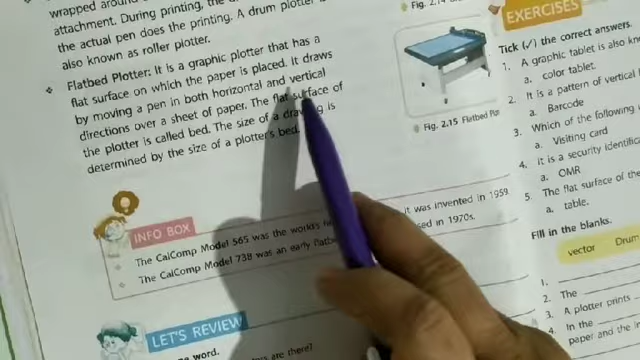 wrapped around
attachment. During printing, the
the actual pen does the printing. A drum plotter is
also known as roller plotter.
Flatbed Plotter: It is a graphic plotter that has a
flat surface on which the paper is placed. It draws
by moving a pen in both horizontal and vertical
directions over a sheet of paper. The flat surface of
the plotter is called bed. The size of a drawing is
determined by the size of a plotter's bed.
INFO BOX
The CalComp Model 565 was the world's It was invented in 1959
The CalComp Model 738 was an early in 1970s.
LET'S REVIEW
word.
are there?
Fig. 2.14
Fig. 2.15 Flatbed
EXERCISES
Tick (✓) the correct answers.
1. A graphic tablet is also
a. color tablet.
2. It is a pattern of vertical
a. Barcode
3. Which of the following
a. Visiting card
4. It is a security
a. OMR
5. The flat surface of the
a. table.
Fill in the blanks.
vector Drum
1.
2. The
3. A plotter prints
4. In the
paper and the